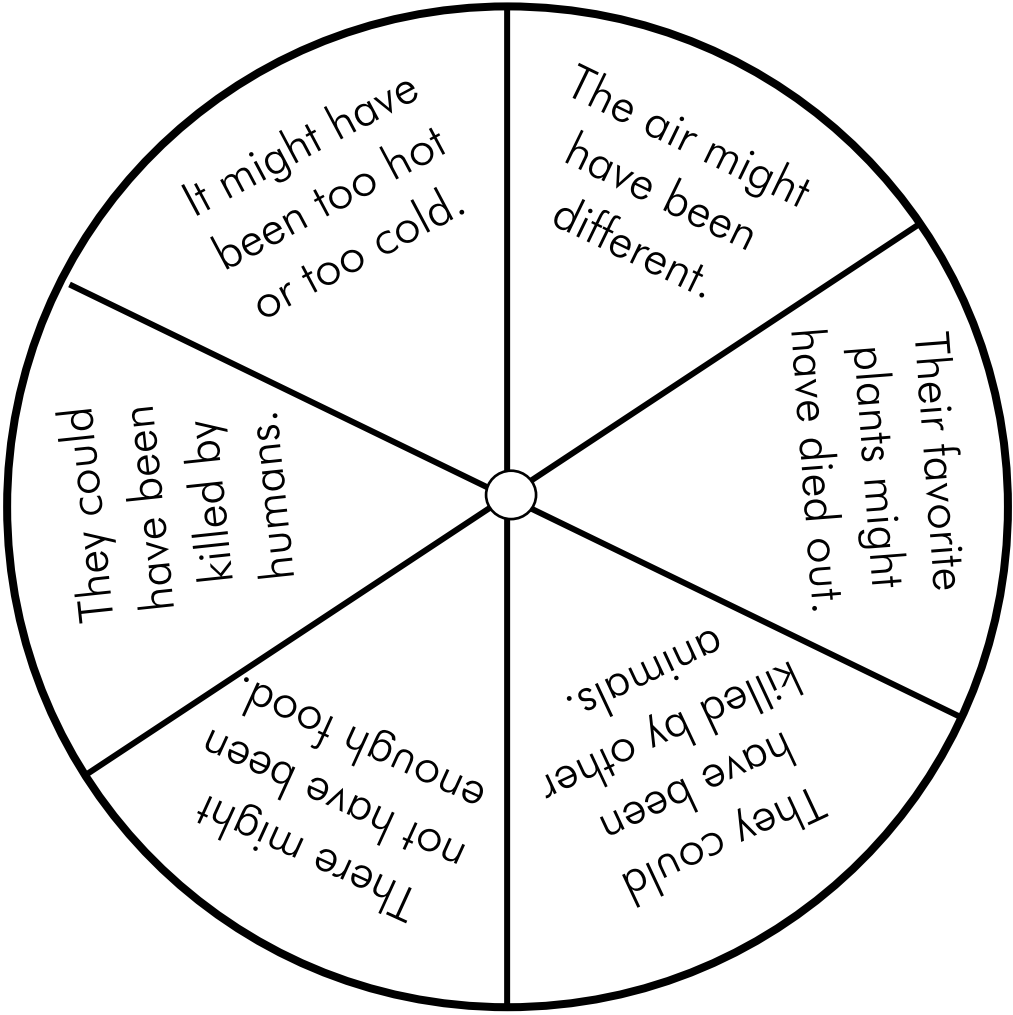 The air might
have been
different.
Their favorite
plants might
have died out.
They could
have been
killed by other
animals.
There might
not have been
enough food.
They could
have been
killed by
humans.
It might have
been too hot
or too cold.